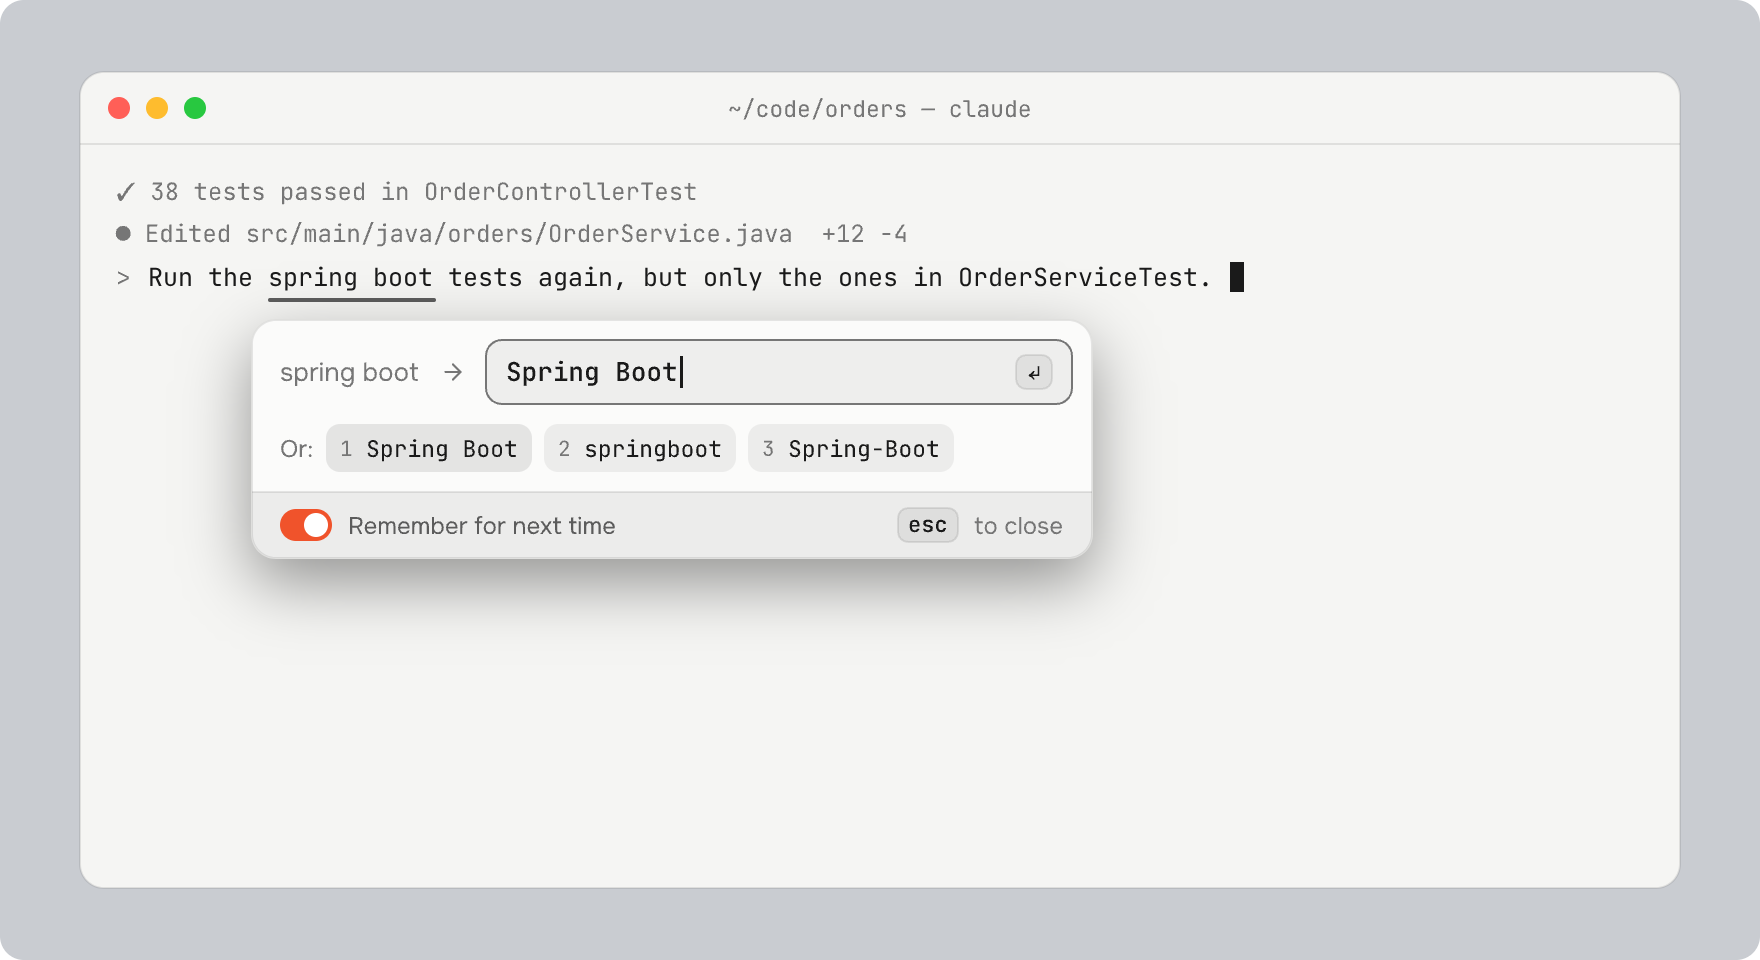 ~/code/orders — claude
✓ 38 tests passed in OrderControllerTest
● Edited src/main/java/orders/OrderService.java +12 -4
> Run the spring boot tests again, but only the ones in OrderServiceTest.
spring boot → Spring Boot ↵
Or: 1 Spring Boot 2 springboot 3 Spring-Boot
Remember for next time esc to close